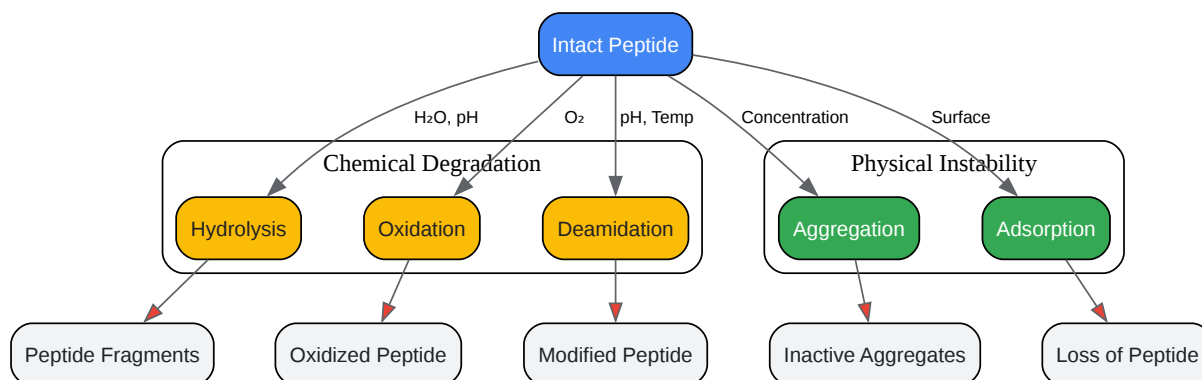 Intact Peptide
H₂O, pH
O₂
pH, Temp
Concentration
Surface
Chemical Degradation
Physical Instability
Hydrolysis
Oxidation
Deamidation
Aggregation
Adsorption
Peptide Fragments
Oxidized Peptide
Modified Peptide
Inactive Aggregates
Loss of Peptide